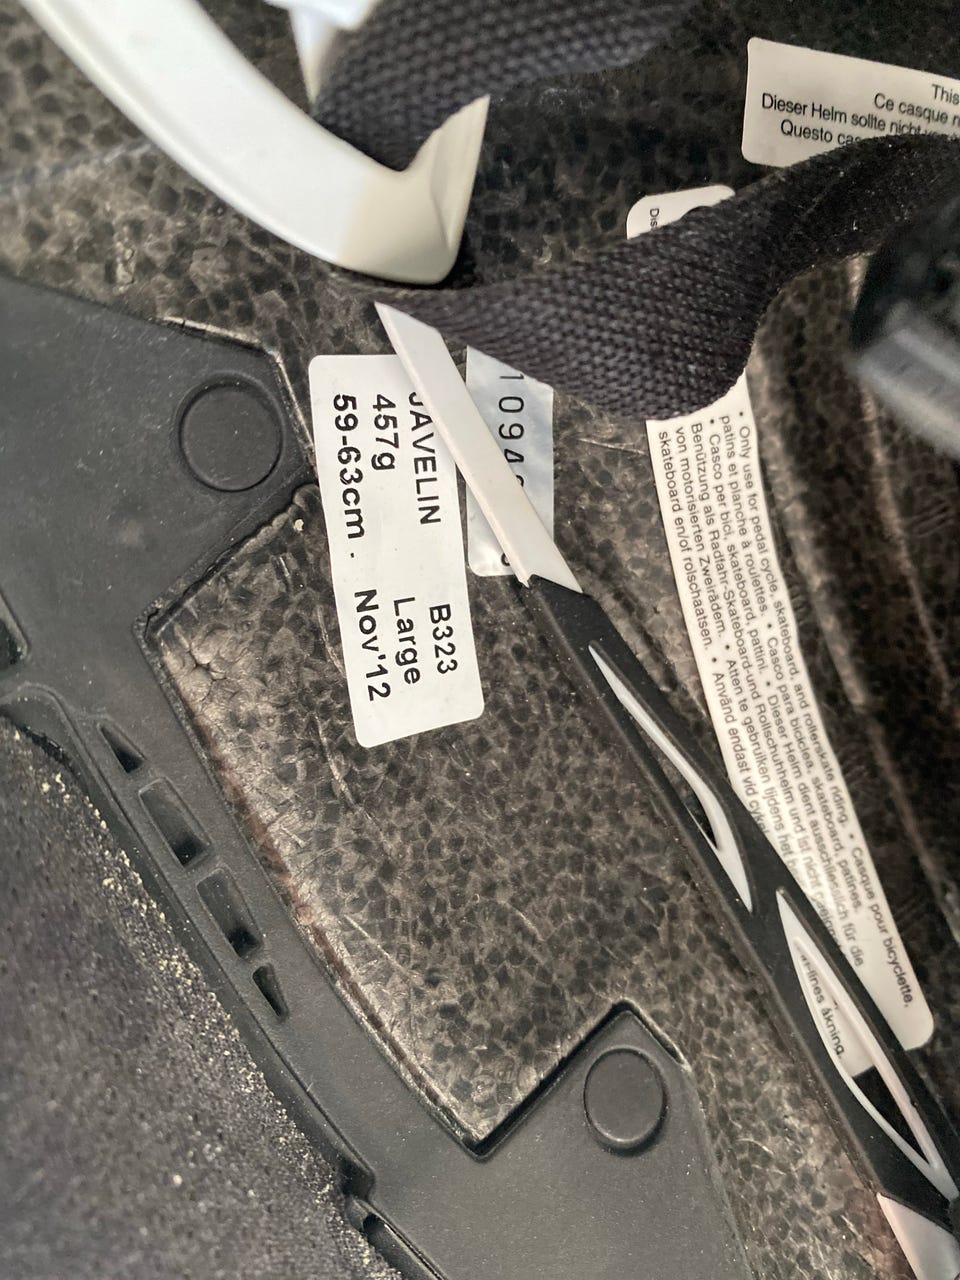 JAVELIN B323
457g Large
59-63cm . Nov'12
1094
This
Ce casque
Dieser Helm sollte nicht
Questo
• Only use for pedal cycle, skateboard, and rollerskate riding. • Casque pour bicyclette,
patins et planche à roulettes. • Casco para bicicleta, skateboard, patines.
• Casco per bici, skateboard, pattini. • Dieser Helm dient ausschliesslich für die
Benützung als Radfahr-Skateboard-und Rollschuhhelm und ist nicht
von motorisierten Zweirädern. • Atten te gebruiken tijdens het
skateboard en/of rolschaatsen. • Använd endast vid
åkning.